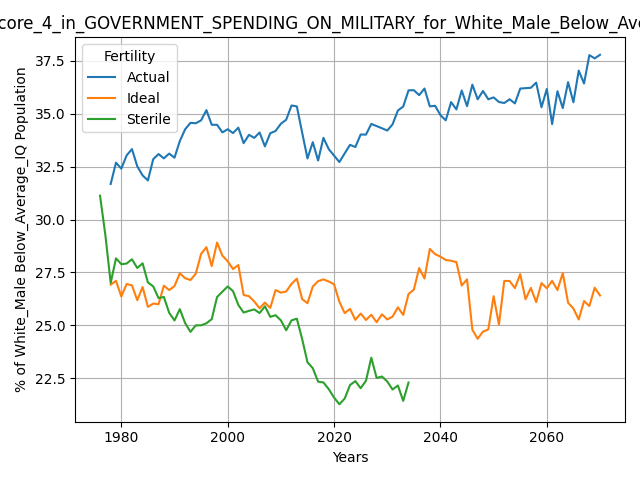 core_4_in_GOVERNMENT_SPENDING_ON_MILITARY_for_White_Male_Below_Ave
Fertility
Actual
Ideal
Sterile
% of White_Male Below_Average_IQ Population
37.5
35.0
32.5
30.0
27.5
25.0
22.5
1980
2000
2020
2040
2060
Years